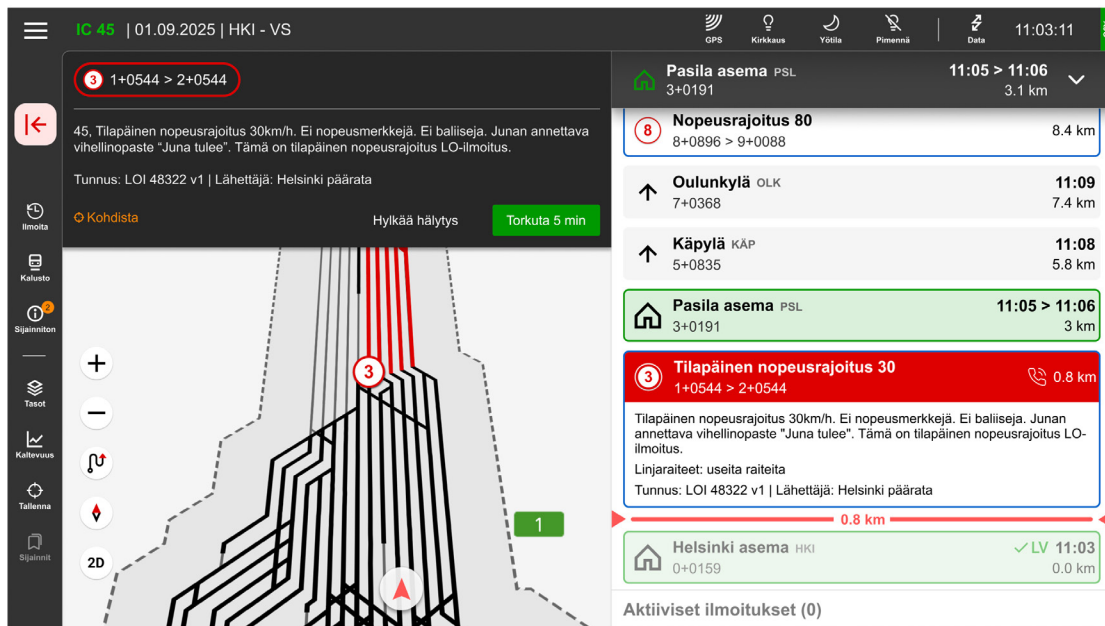 IC 45 | 01.09.2025 | HKI - VS
GPS
Kirkkaus
Yötila
Pimennä
Data
11:03:11
3 1+0544 > 2+0544
45, Tilapäinen nopeusrajoitus 30km/h. Ei nopeusmerkkejä. Ei baliiseja. Junan annettava
vihellinopaste “Juna tulee”. Tämä on tilapäinen nopeusrajoitus LO-ilmoitus.
Tunnus: LOI 48322 v1 | Lähettäjä: Helsinki päärata
Kohdista
Hylkää hälytys
Torkuta 5 min
Ilmoita
Kalusto
2
Sijainniton
Tasot
Kaltevuus
Tallenna
Sijainnit
3
2D
1
Pasila asema PSL 11:05 > 11:06
3+0191 3.1 km
8 Nopeusrajoitus 80
8+0896 > 9+0088 8.4 km
Oulunkylä OLK 11:09
7+0368 7.4 km
Käpylä KÄP 11:08
5+0835 5.8 km
Pasila asema PSL 11:05 > 11:06
3+0191 3 km
3 Tilapäinen nopeusrajoitus 30
1+0544 > 2+0544 0.8 km
Tilapäinen nopeusrajoitus 30km/h. Ei nopeusmerkkejä. Ei baliiseja. Junan
annettava vihellinopaste "Juna tulee". Tämä on tilapäinen nopeusrajoitus LO-
ilmoitus.
Linjaraiteet: useita raiteita
Tunnus: LOI 48322 v1 | Lähettäjä: Helsinki päärata
0.8 km
Helsinki asema HKI LV 11:03
0+0159 0.0 km
Aktiiviset ilmoitukset (0)